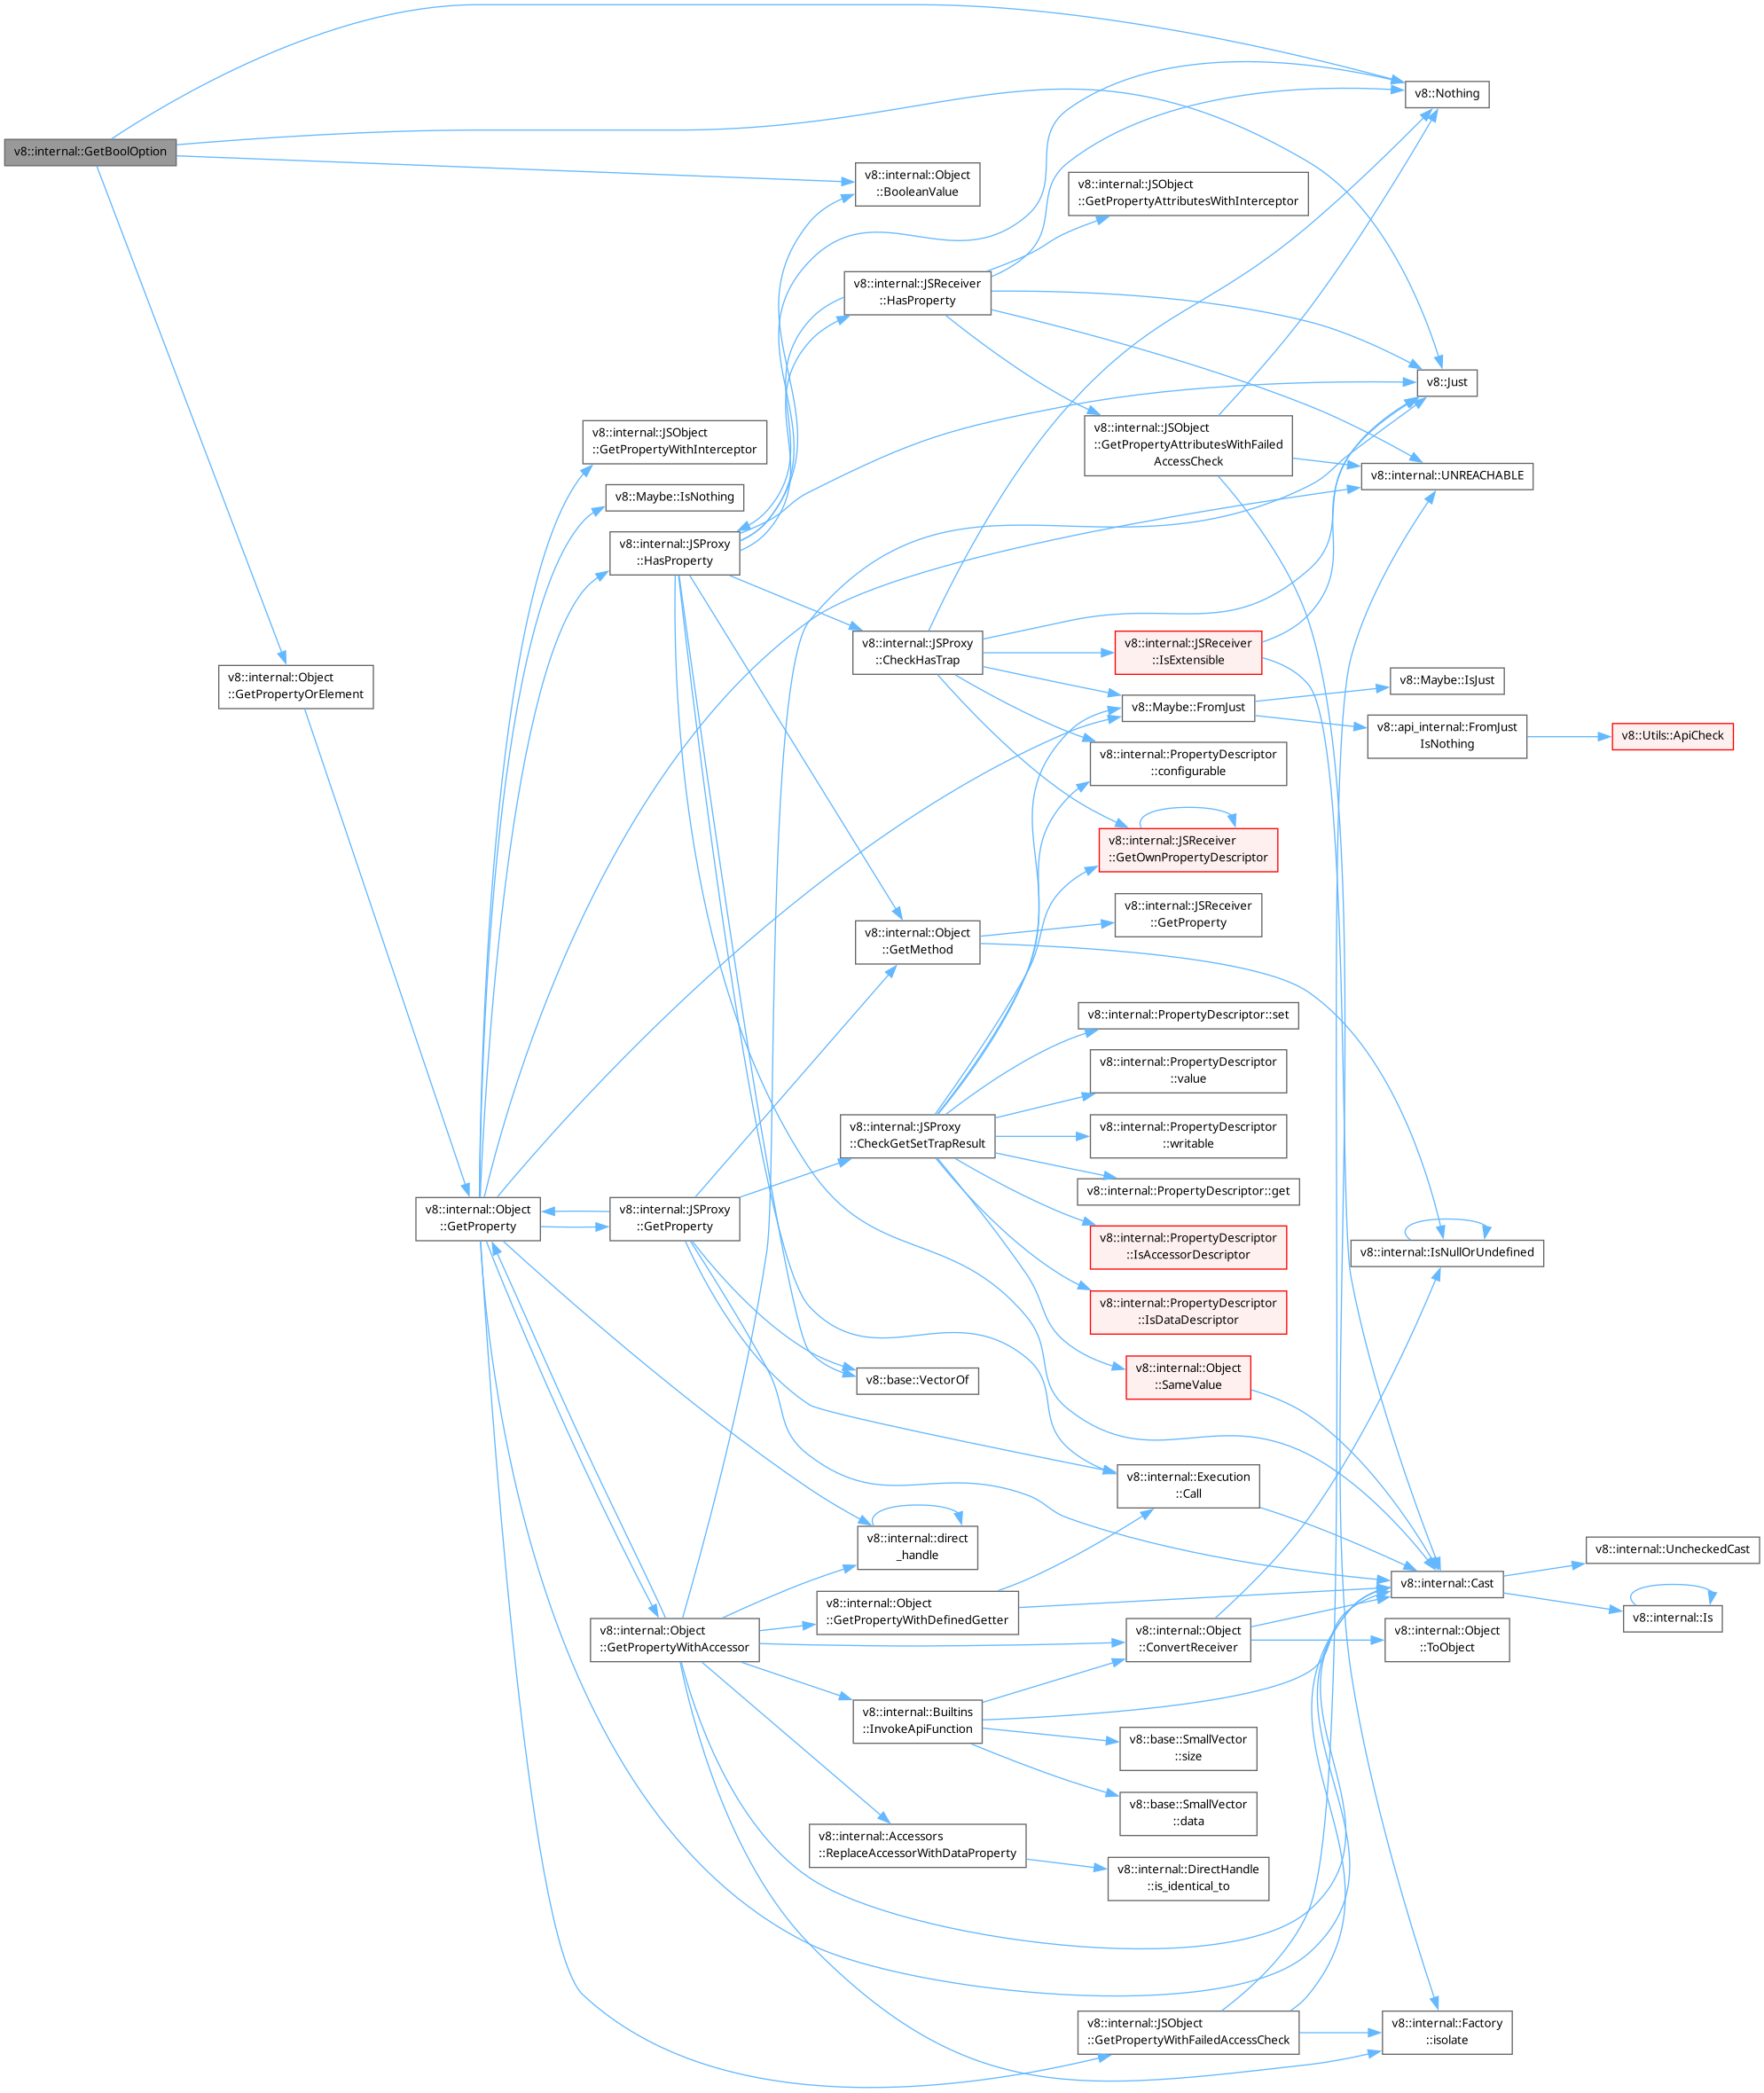 v8::Nothing
v8::internal::GetBoolOption
v8::internal::Object
::BooleanValue
v8::internal::JSObject
::GetPropertyAttributesWithInterceptor
v8::internal::JSReceiver
::HasProperty
v8::Just
v8::internal::JSObject
::GetPropertyWithInterceptor
v8::internal::JSObject
::GetPropertyAttributesWithFailed
AccessCheck
v8::internal::UNREACHABLE
v8::Maybe::IsNothing
v8::internal::JSProxy
::HasProperty
v8::internal::JSProxy
::CheckHasTrap
v8::internal::JSReceiver
::IsExtensible
v8::internal::Object
::GetPropertyOrElement
v8::Maybe::IsJust
v8::Maybe::FromJust
v8::api_internal::FromJust
IsNothing
v8::Utils::ApiCheck
v8::internal::PropertyDescriptor
::configurable
v8::internal::JSReceiver
::GetOwnPropertyDescriptor
v8::internal::JSReceiver
::GetProperty
v8::internal::Object
::GetMethod
v8::internal::PropertyDescriptor::set
v8::internal::PropertyDescriptor
::value
v8::internal::JSProxy
::CheckGetSetTrapResult
v8::internal::PropertyDescriptor
::writable
v8::internal::PropertyDescriptor::get
v8::internal::Object
::GetProperty
v8::internal::JSProxy
::GetProperty
v8::internal::PropertyDescriptor
::IsAccessorDescriptor
v8::internal::IsNullOrUndefined
v8::internal::PropertyDescriptor
::IsDataDescriptor
v8::internal::Object
::SameValue
v8::base::VectorOf
v8::internal::Execution
::Call
v8::internal::direct
_handle
v8::internal::UncheckedCast
v8::internal::Cast
v8::internal::Is
v8::internal::Object
::GetPropertyWithDefinedGetter
v8::internal::Object
::GetPropertyWithAccessor
v8::internal::Object
::ConvertReceiver
v8::internal::Object
::ToObject
v8::internal::Builtins
::InvokeApiFunction
v8::base::SmallVector
::size
v8::base::SmallVector
::data
v8::internal::Accessors
::ReplaceAccessorWithDataProperty
v8::internal::DirectHandle
::is_identical_to
v8::internal::JSObject
::GetPropertyWithFailedAccessCheck
v8::internal::Factory
::isolate